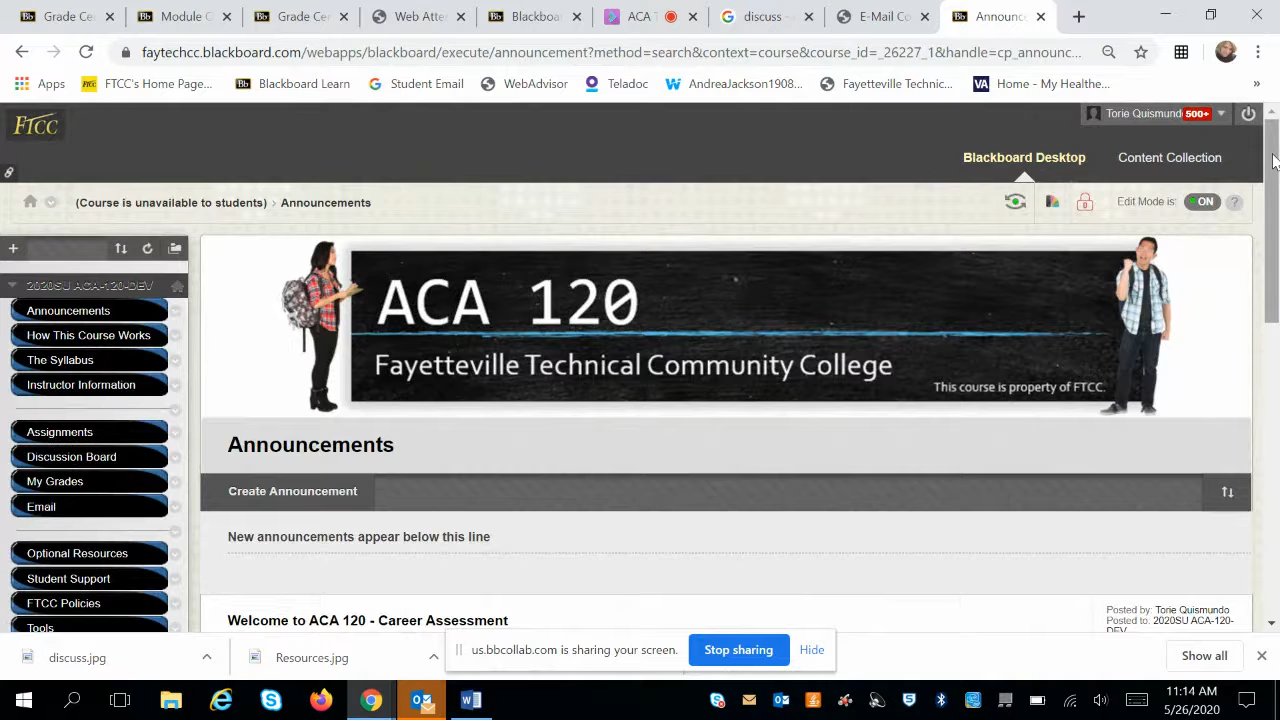 Grade Cer
Module C
Grade Cer
Web Atte
Blackboa
ACA T
discuss -
E-Mail Co
Announce
faytechcc.blackboard.com/webapps/blackboard/execute/announcement?method=search&context=course&course_id=_26227_1&handle=cp_announc...
Apps
FTCC'S Home Page...
Blackboard Learn
Student Email
WebAdvisor
Teladoc
AndreaJackson1908...
Fayetteville Technic...
Home - My Healthe...
»
FTCC
Torie Quismundo 500+
Blackboard Desktop
Content Collection
(Course is unavailable to students) > Announcements
Edit Mode is: ON ?
2020SU ACA-120-DEV
Announcements
How This Course Works
The Syllabus
Instructor Information
Assignments
Discussion Board
My Grades
Email
Optional Resources
Student Support
FTCC Policies
Tools
ACA 120
Fayetteville Technical Community College
This course is property of FTCC.
Announcements
Create Announcement
New announcements appear below this line
Welcome to ACA 120 - Career Assessment
Posted by: Torie Quismundo
Posted to: 2020SU ACA-120-
DEV
discuss.jpg
Resources.jpg
us.bbcollab.com is sharing your screen.
Stop sharing
Hide
Show all
11:14 AM
5/26/2020